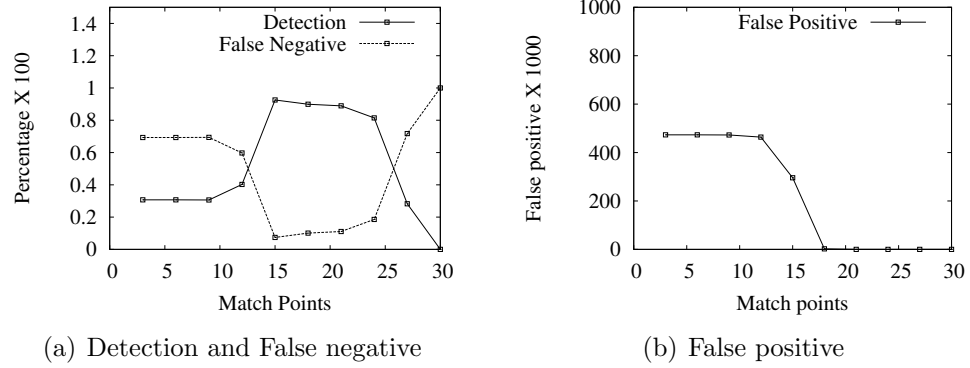 Detection
False Negative
1.4
1.2
1
0.8
0.6
0.4
0.2
0
Percentage X 100
0 5 10 15 20 25 30
Match Points
(a) Detection and False negative
False Positive
1000
800
600
400
200
0
False positive X 1000
0 5 10 15 20 25 30
Match points
(b) False positive